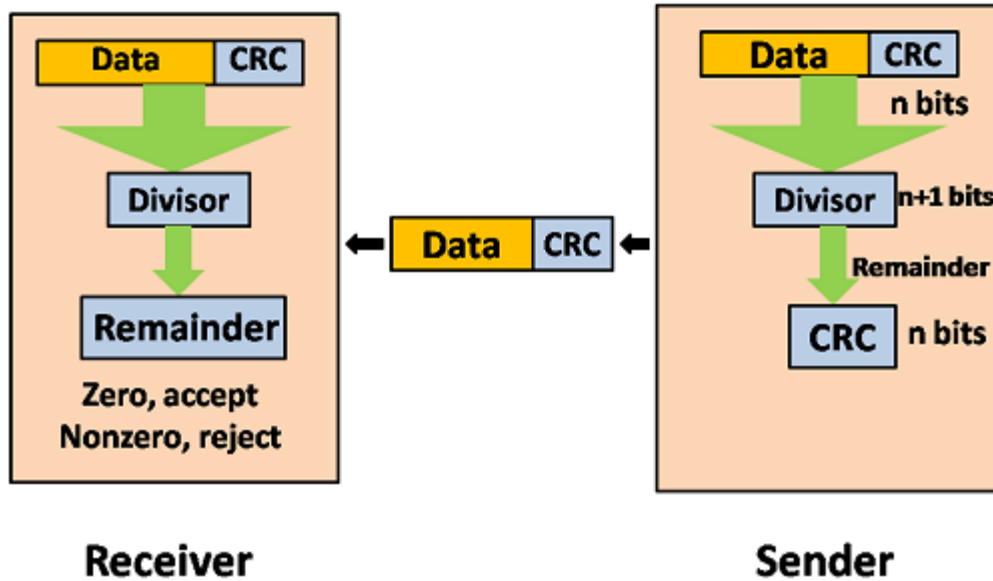 Data CRC
Divisor
Remainder
Zero, accept
Nonzero, reject
Receiver
Data CRC
Data CRC
n bits
Divisor n+1 bits
Remainder
CRC n bits
Sender